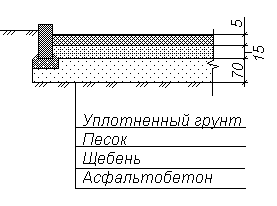 5
15
70
Уплотненный грунт
Песок
Щебень
Асфальтобетон